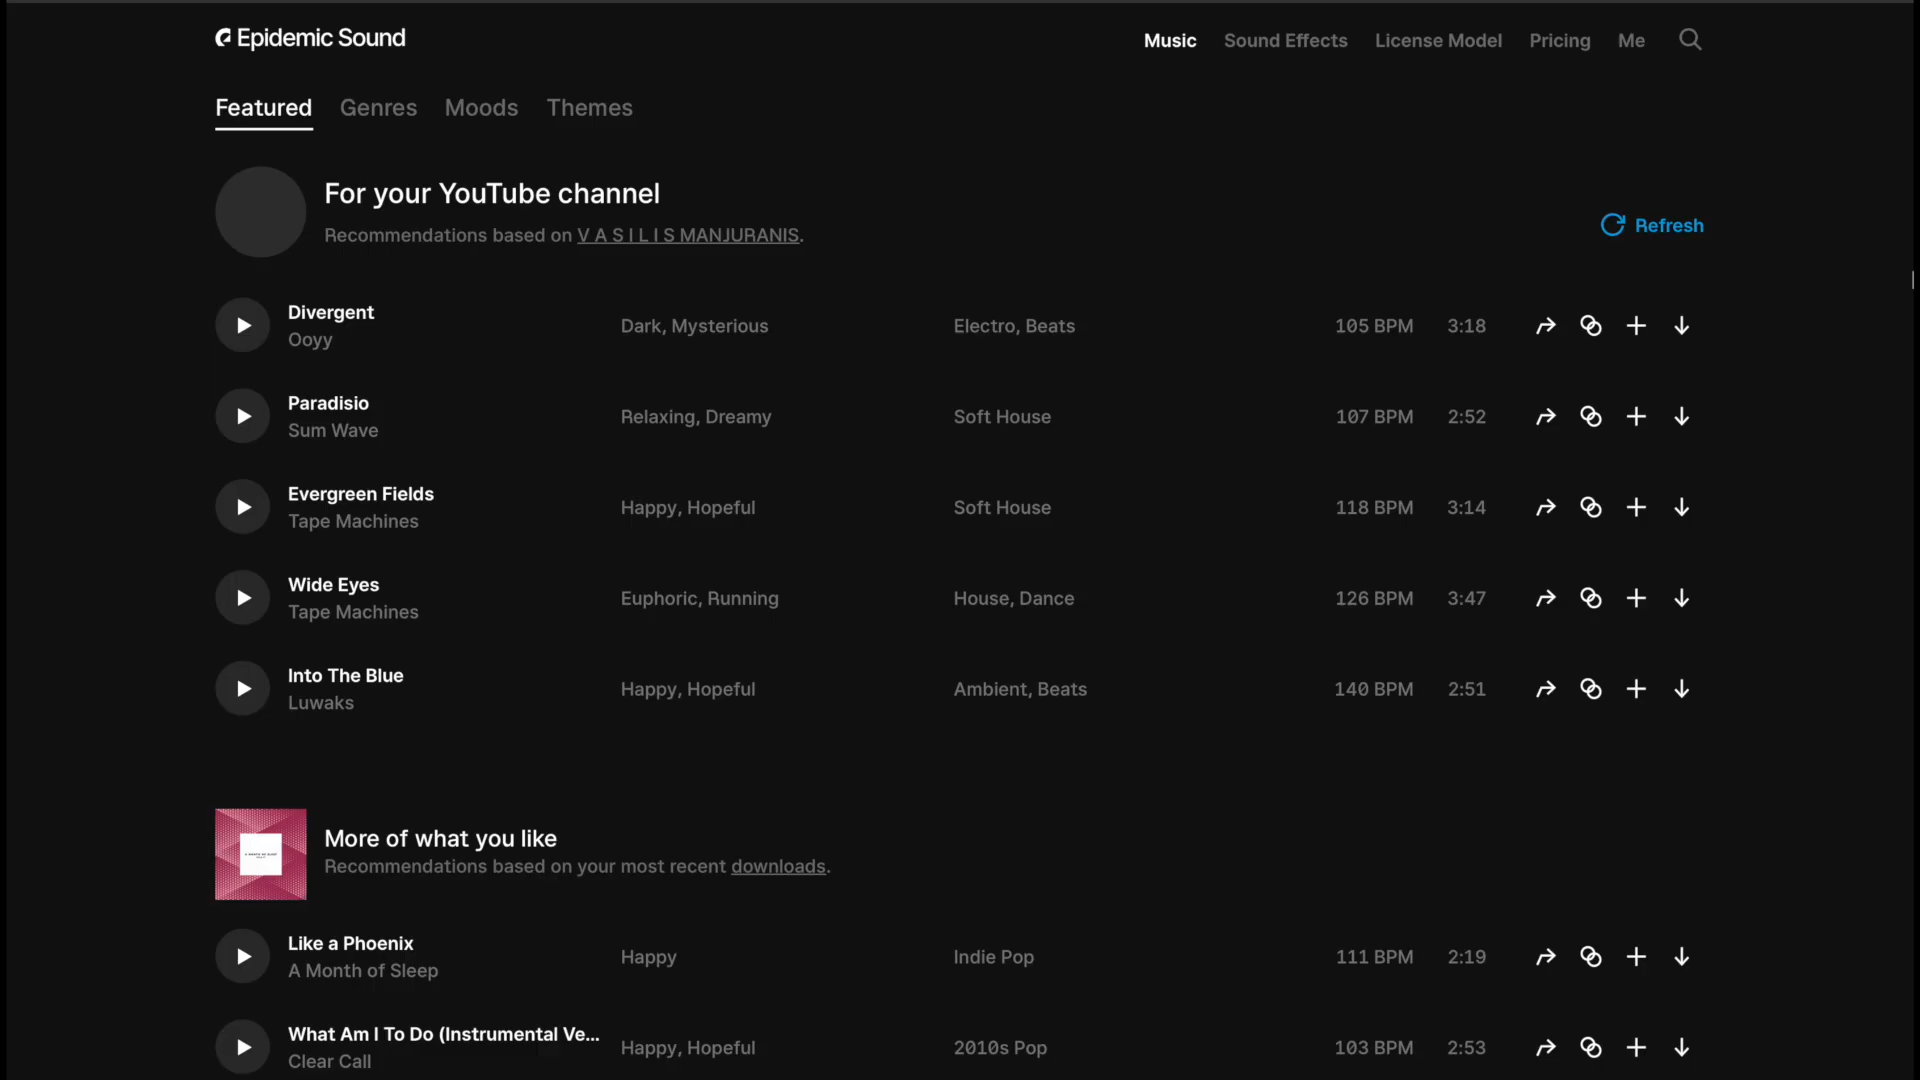 Epidemic Sound
Music Sound Effects License Model Pricing Me
Featured Genres Moods Themes
For your YouTube channel
Recommendations based on V A S I L I S MANJURANIS.
Refresh
Divergent
Ooyy
Dark, Mysterious
Electro, Beats
105 BPM 3:18
Paradisio
Sum Wave
Relaxing, Dreamy
Soft House
107 BPM 2:52
Evergreen Fields
Tape Machines
Happy, Hopeful
Soft House
118 BPM 3:14
Wide Eyes
Tape Machines
Euphoric, Running
House, Dance
126 BPM 3:47
Into The Blue
Luwaks
Happy, Hopeful
Ambient, Beats
140 BPM 2:51
More of what you like
Recommendations based on your most recent downloads.
Like a Phoenix
A Month of Sleep
Happy
Indie Pop
111 BPM 2:19
What Am I To Do (Instrumental Ve...
Clear Call
Happy, Hopeful
2010s Pop
103 BPM 2:53